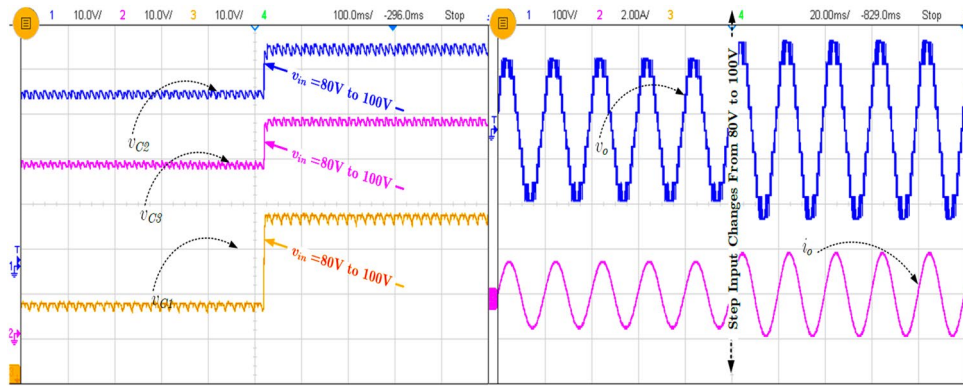 1 10.0V/ 2 10.0V/ 3 10.0V/ 4 100.0ms/ -296.0ms Stop
v_in =80V to 100V
v_C2
v_in =80V to 100V
v_C3
v_in =80V to 100V
v_C1
T
1
2
1 100V/ 2 2.00A/ 3 4 20.00ms/ -829.0ms Stop
T
v_o
Step Input Changes From 80V to 100V
i_o